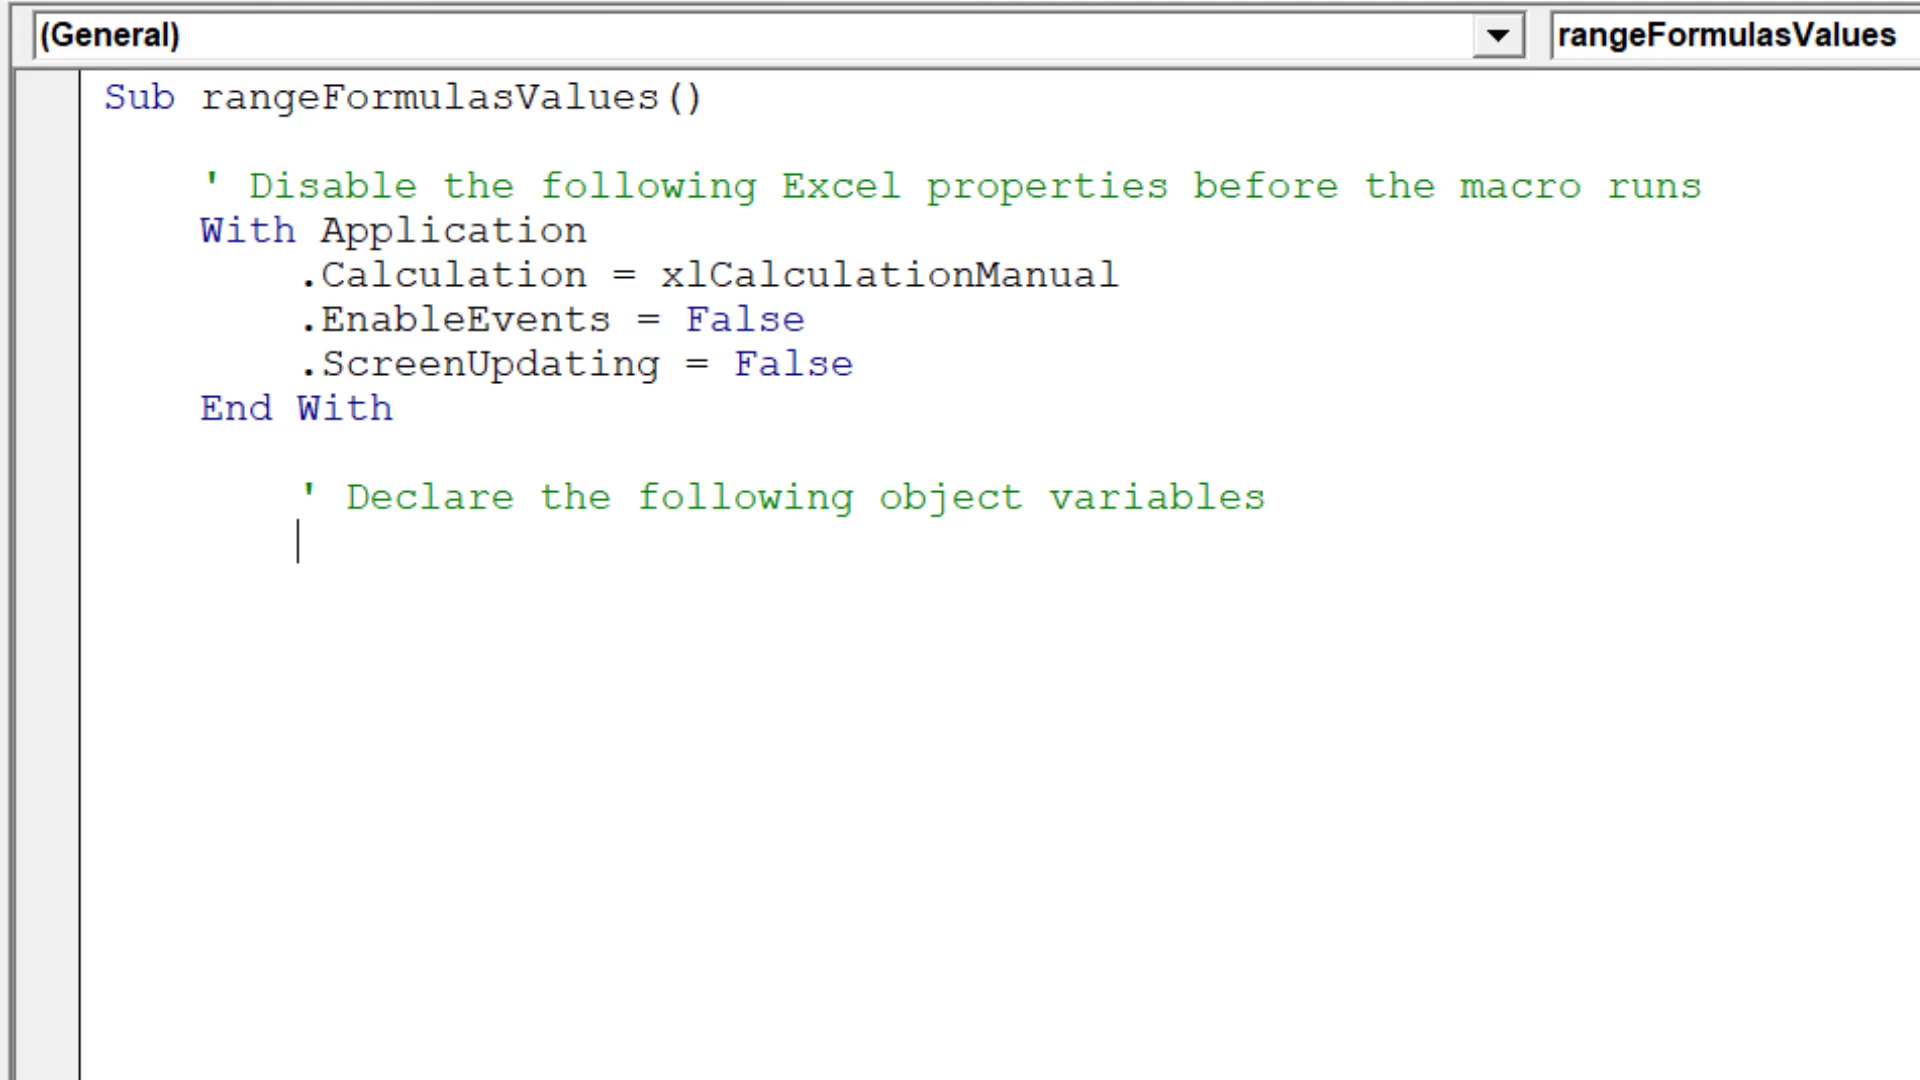 (General)
rangeFormulasValues
Sub rangeFormulasValues()
' Disable the following Excel properties before the macro runs
With Application
.Calculation = xlCalculationManual
.EnableEvents = False
.ScreenUpdating = False
End With
' Declare the following object variables